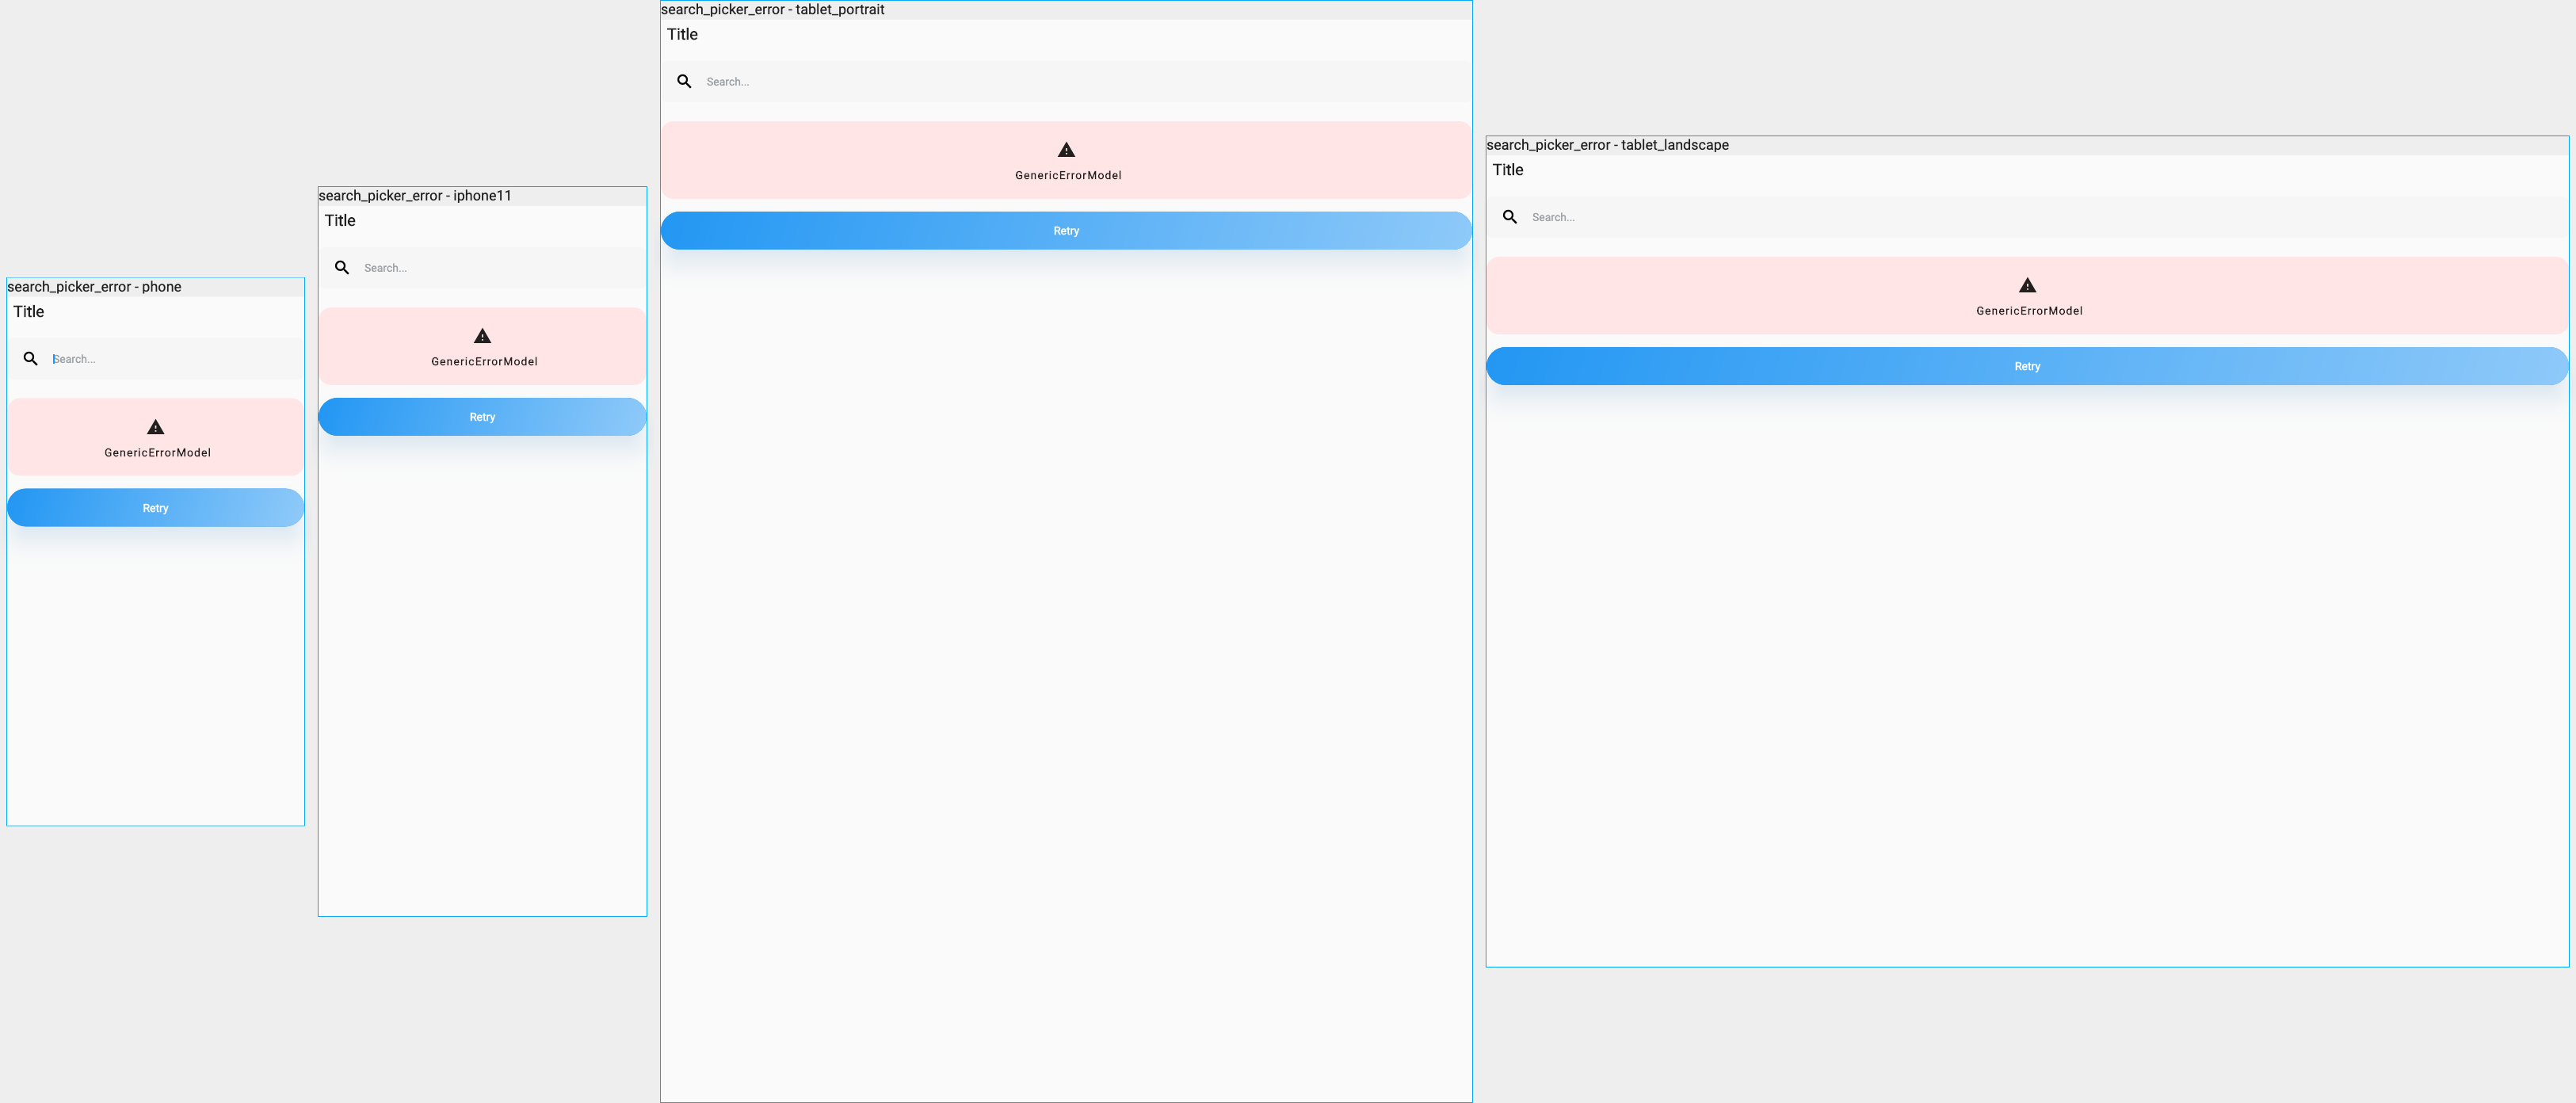 search_picker_error - phone
Title
Search...
GenericErrorModel
Retry
search_picker_error - iphone11
Title
Search...
GenericErrorModel
Retry
search_picker_error - tablet_portrait
Title
Search...
GenericErrorModel
Retry
search_picker_error - tablet_landscape
Title
Search...
GenericErrorModel
Retry